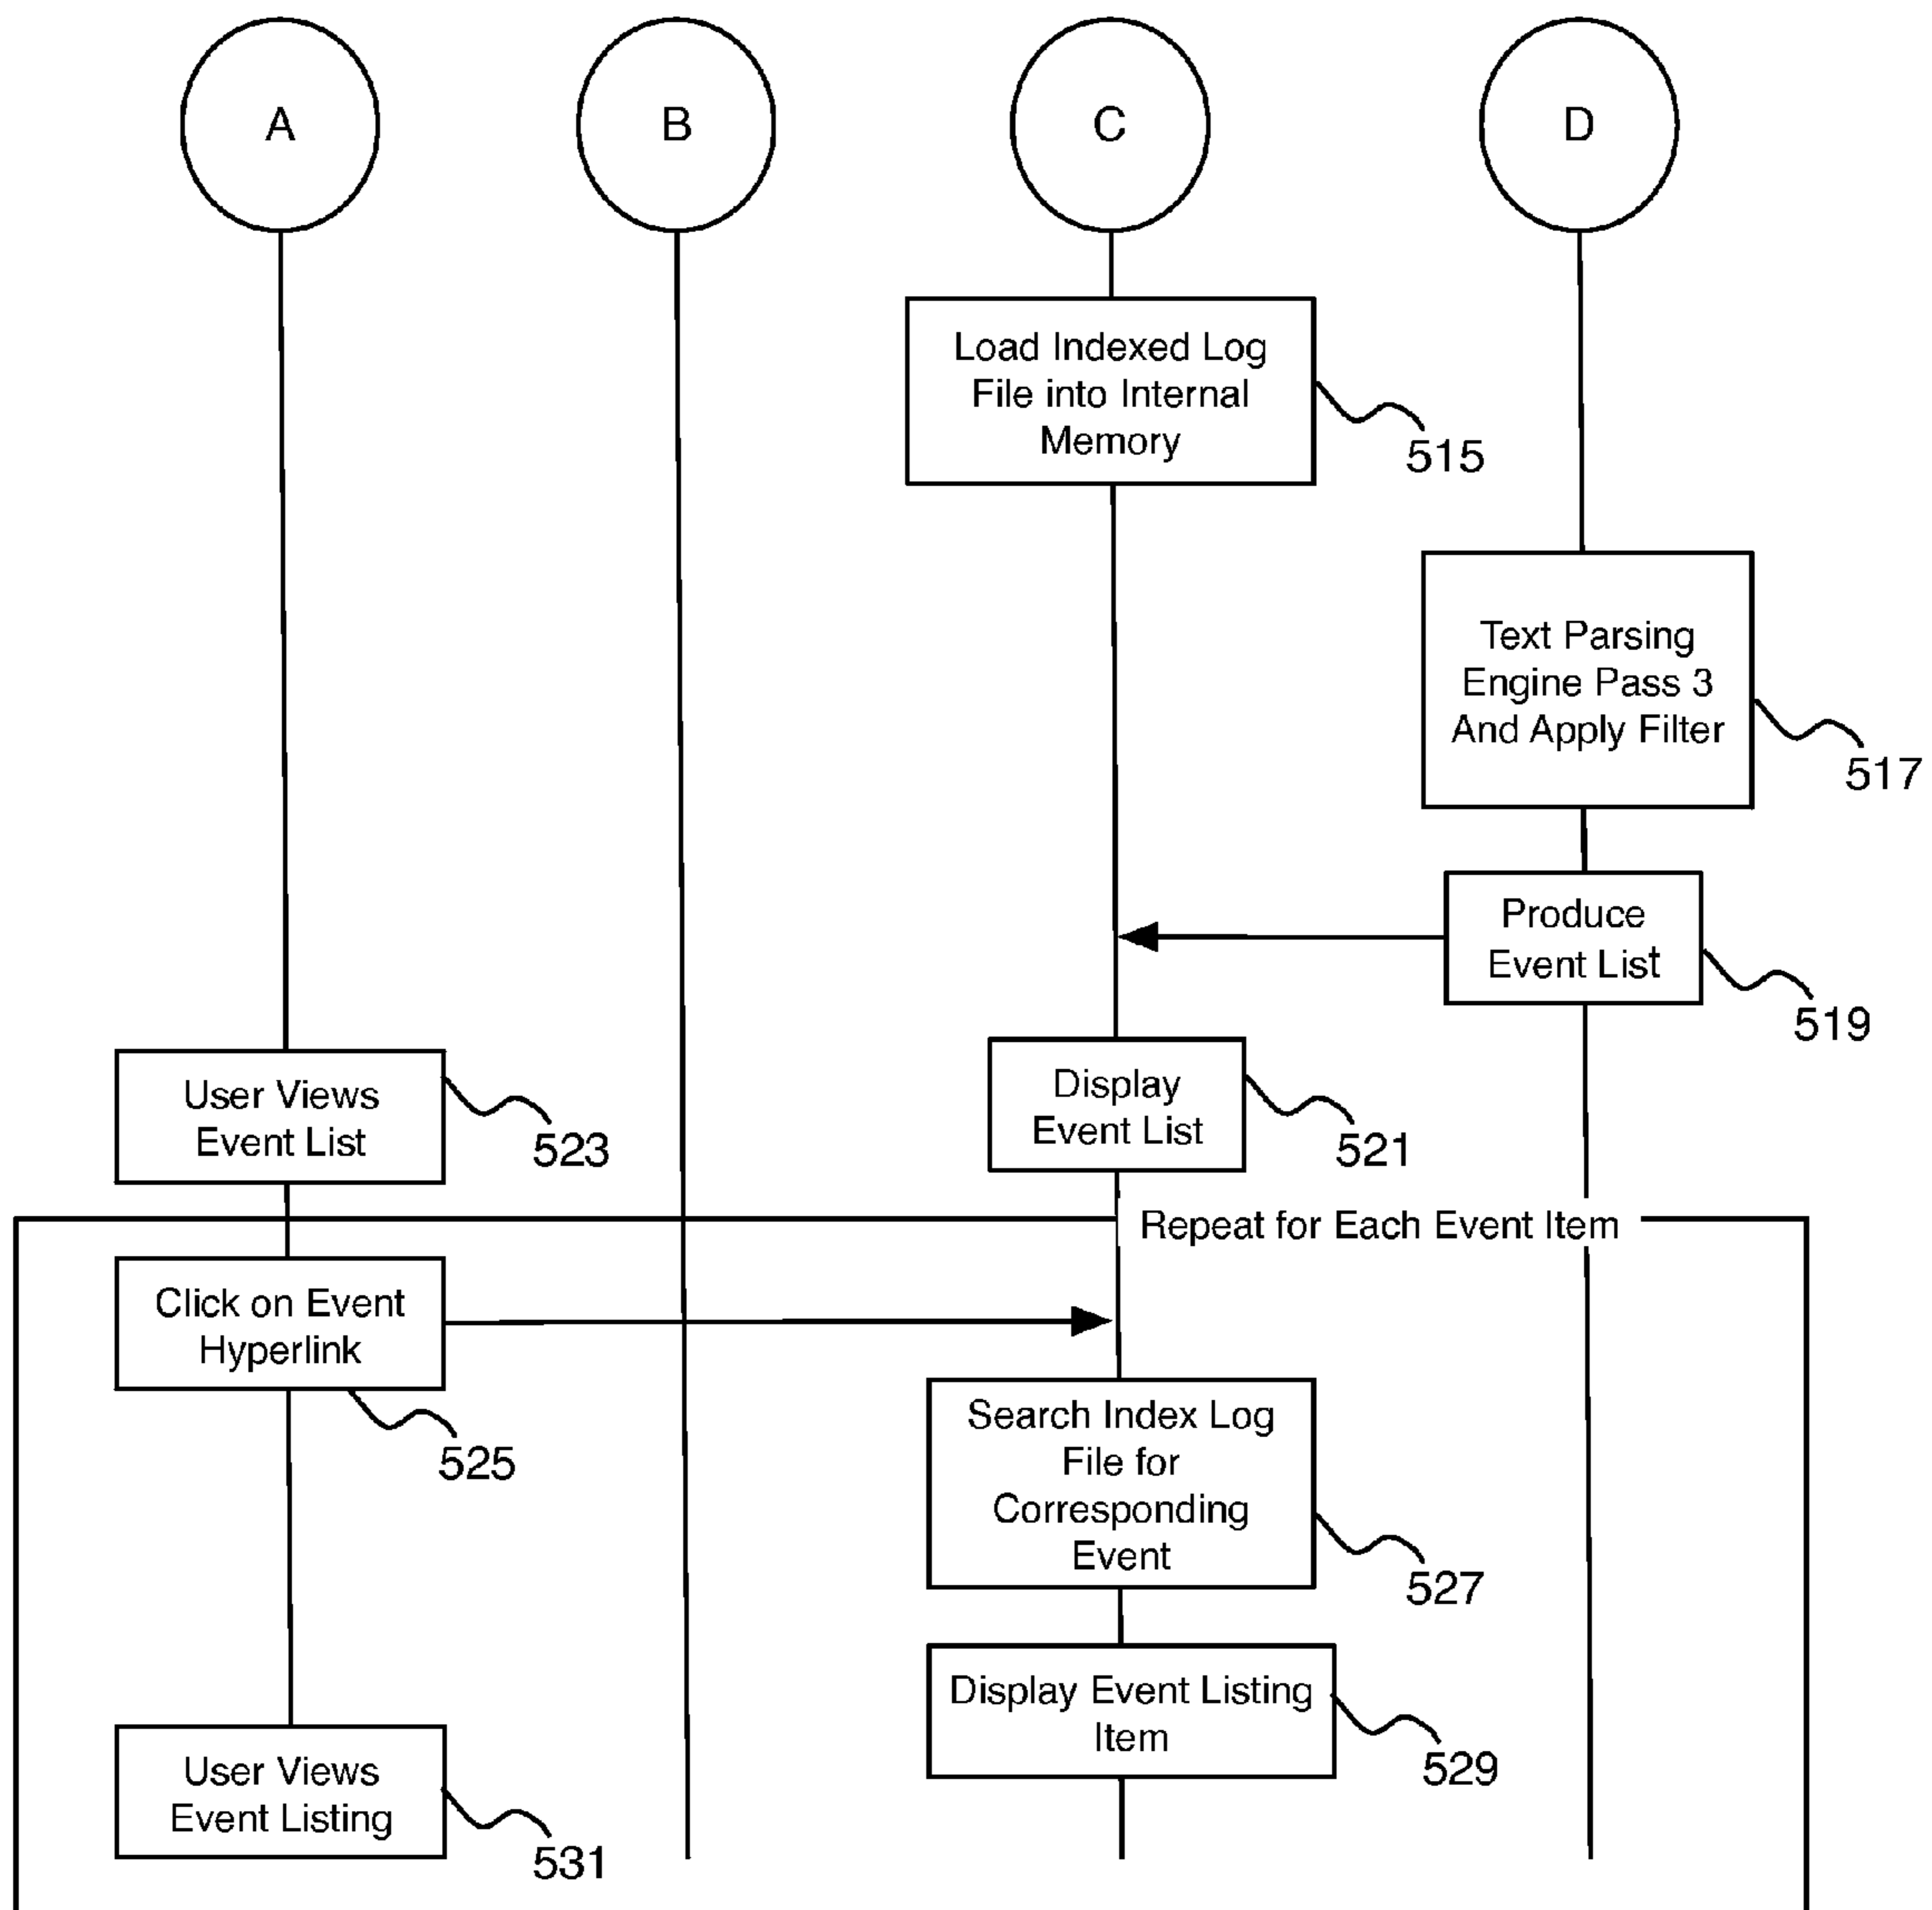 A
B
C
D
Load Indexed Log
File into Internal
Memory
515
Text Parsing
Engine Pass 3
And Apply Filter
517
Produce
Event List
519
User Views
Event List
523
Display
Event List
521
Repeat for Each Event Item
Click on Event
Hyperlink
525
Search Index Log
File for
Corresponding
Event
527
Display Event Listing
Item
529
User Views
Event Listing
531